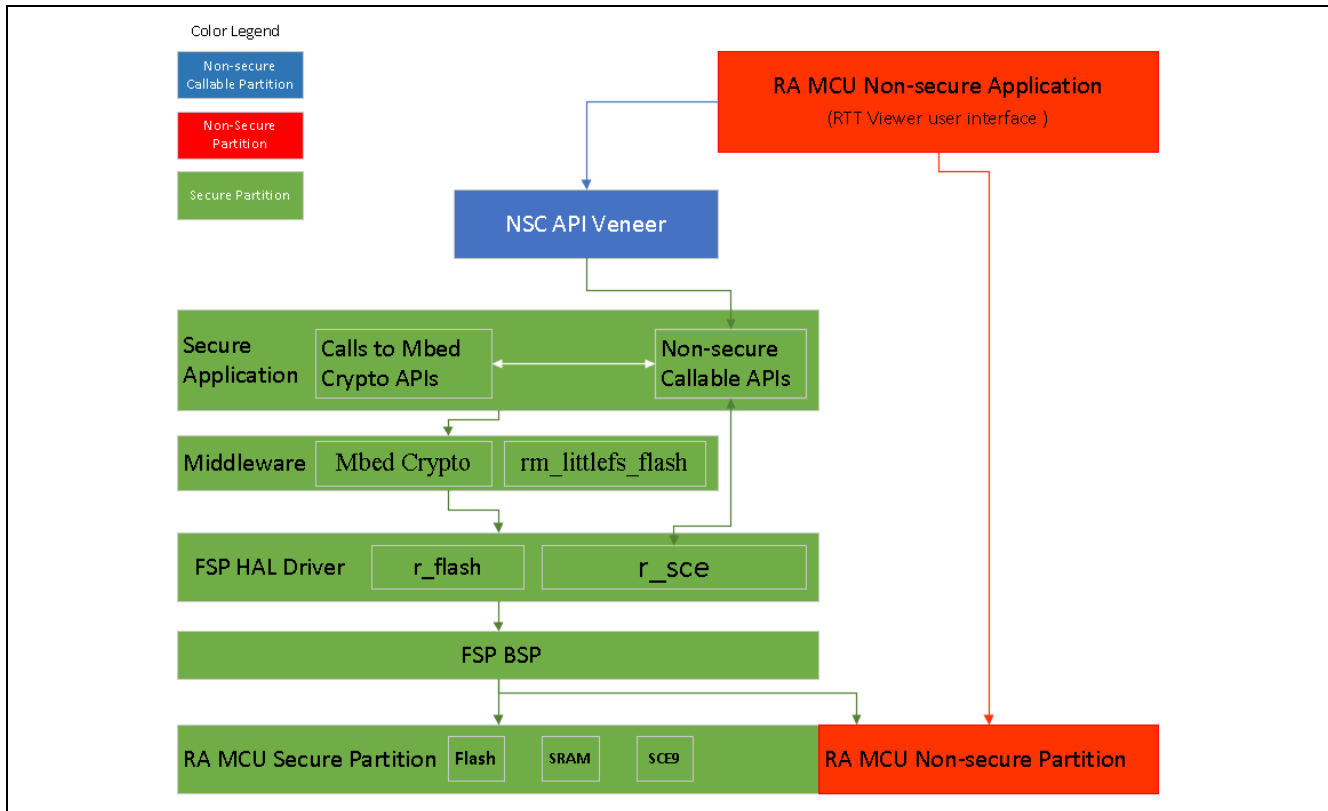 Color Legend
Non-secure
Callable Partition
Non-Secure
Partition
Secure Partition
RA MCU Non-secure Application
(RTT Viewer user interface )
NSC API Veneer
Secure
Application
Calls to Mbed
Crypto APIs
Non-secure
Callable APIs
Middleware
Mbed Crypto
rm_littlefs_flash
FSP HAL Driver
r_flash
r_sce
FSP BSP
RA MCU Secure Partition
Flash
SRAM
SCE9
RA MCU Non-secure Partition